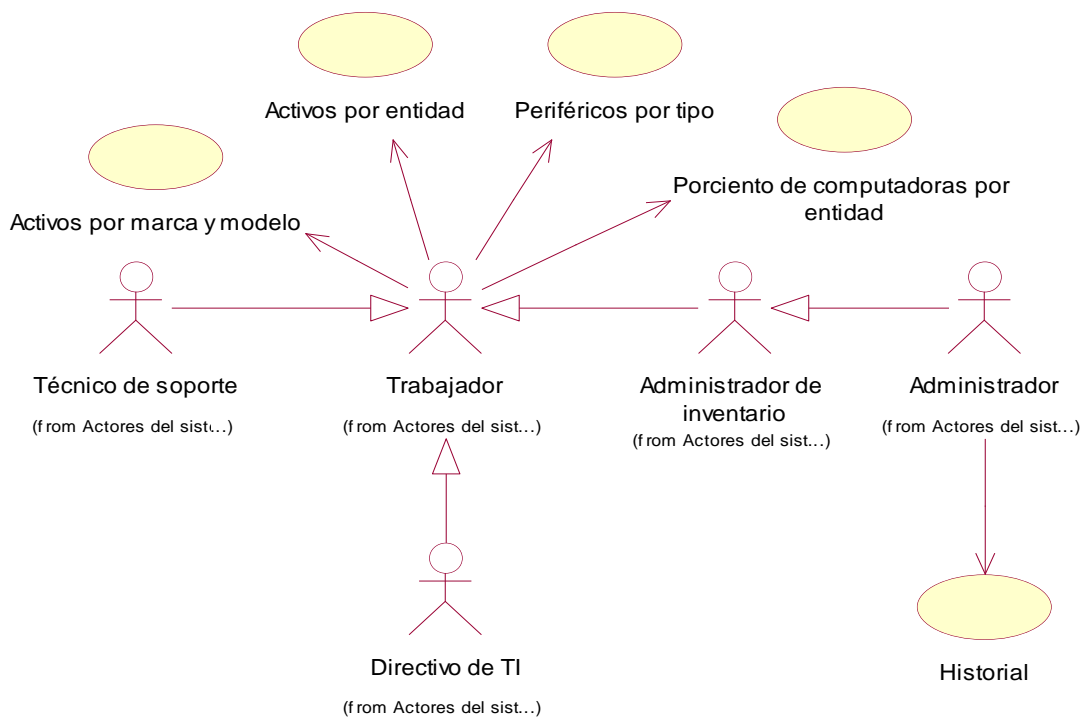 Activos por entidad
Periféricos por tipo
Porciento de computadoras por
entidad
Activos por marca y modelo
Técnico de soporte
(from Actores del sist...)
Trabajador
(from Actores del sist...)
Administrador de
inventario
(from Actores del sist...)
Administrador
(from Actores del sist...)
Directivo de TI
(from Actores del sist...)
Historial